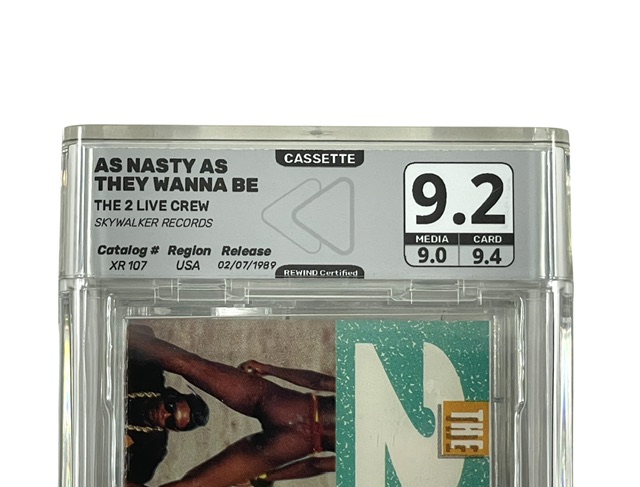 CASSETTE
AS NASTY AS
THEY WANNA BE
THE 2 LIVE CREW
SKYWALKER RECORDS
Catalog # Region Release
XR 107 USA 02/07/1989
REWIND Certified
9.2
MEDIA CARD
9.0 9.4
THE
2